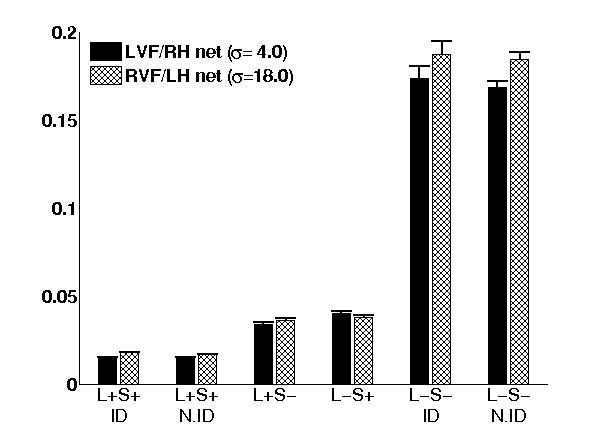 0.2
LVF/RH net (σ= 4.0)
RVF/LH net (σ=18.0)
0.15
0.1
0.05
0
L+S+ L+S+ L+S− L−S+ L−S− L−S−
ID N.ID ID N.ID